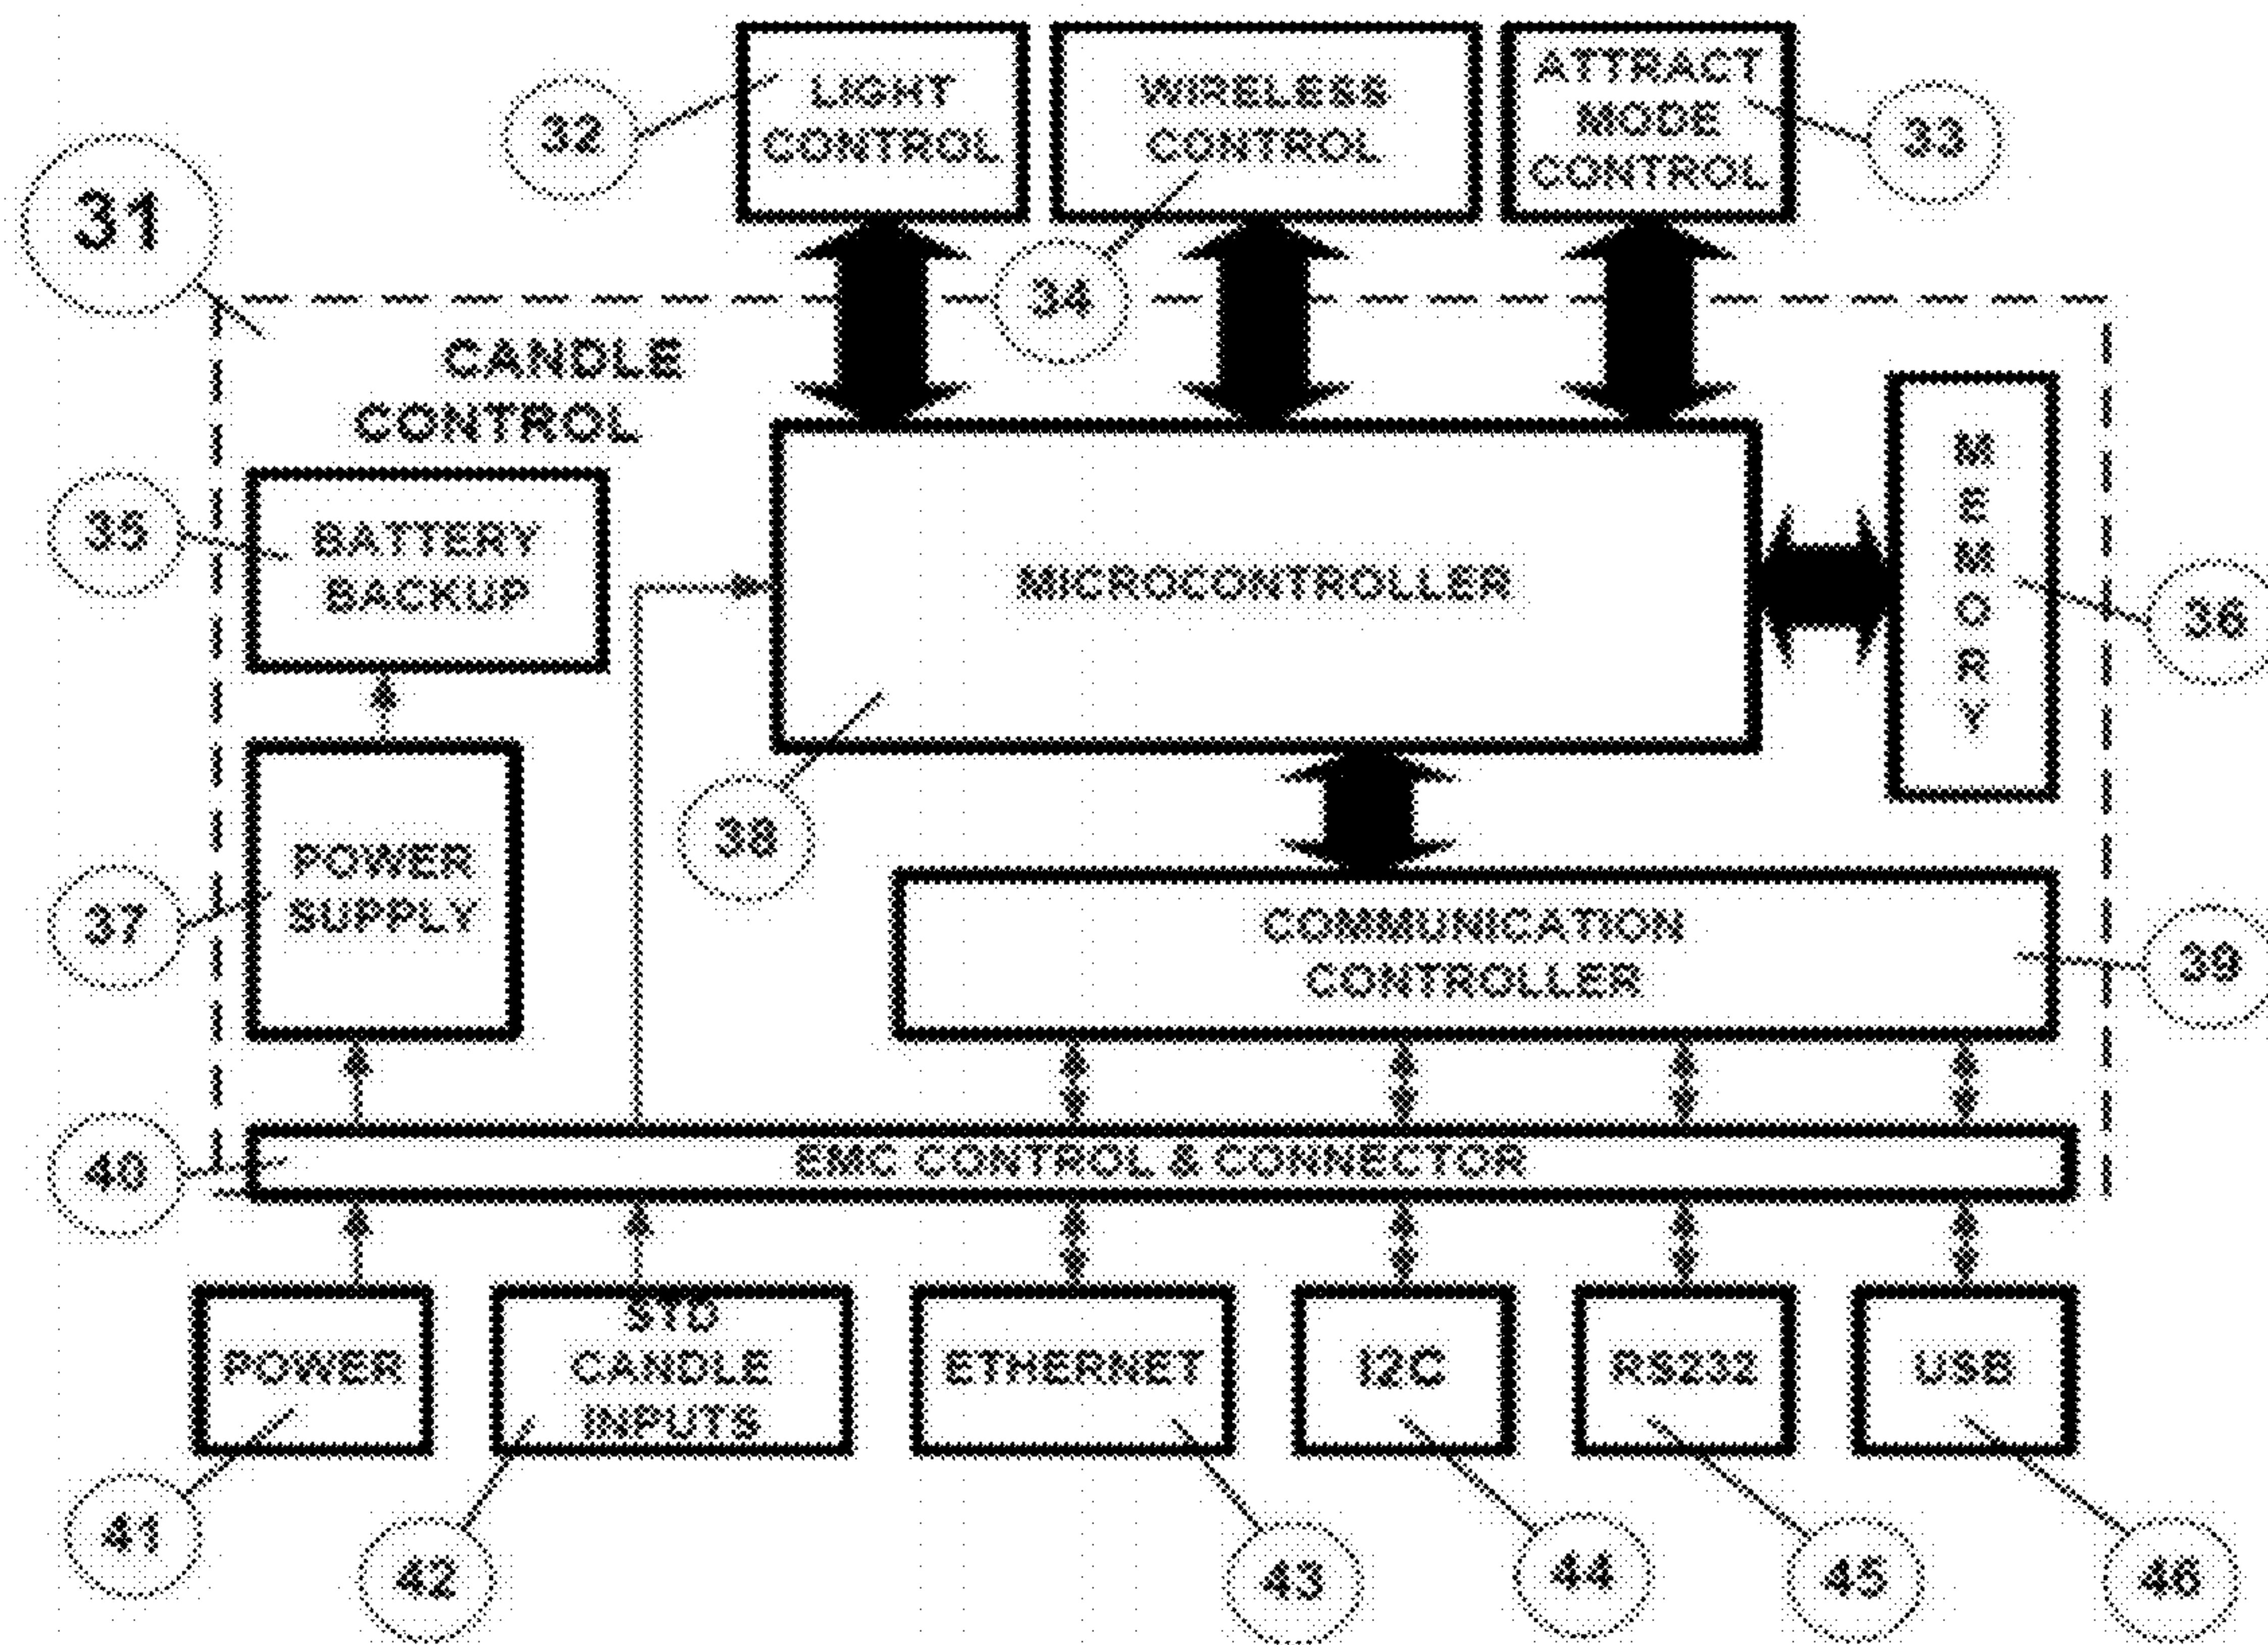 LIGHT
CONTROL
WIRELESS
CONTROL
ATTRACT
MODE
CONTROL
32
33
31
34
CANDLE
CONTROL
35
BATTERY
BACKUP
MICROCONTROLLER
M
E
M
O
R
Y
36
38
37
POWER
SUPPLY
COMMUNICATION
CONTROLLER
39
40
EMC CONTROL & CONNECTOR
POWER
STD
CANDLE
INPUTS
ETHERNET
I2C
RS232
USB
41
42
43
44
45
46